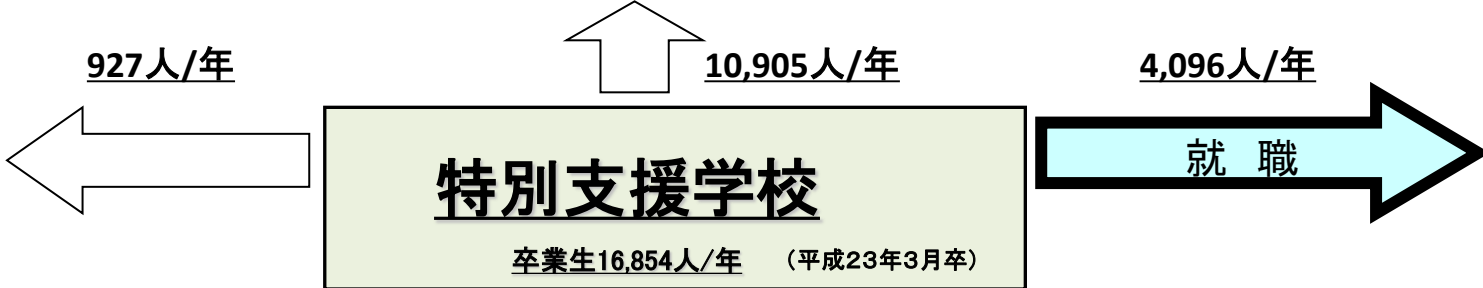 927人/年
10,905人/年
4,096人/年
就 職
特別支援学校
卒業生16,854人/年 （平成２３年３月卒）